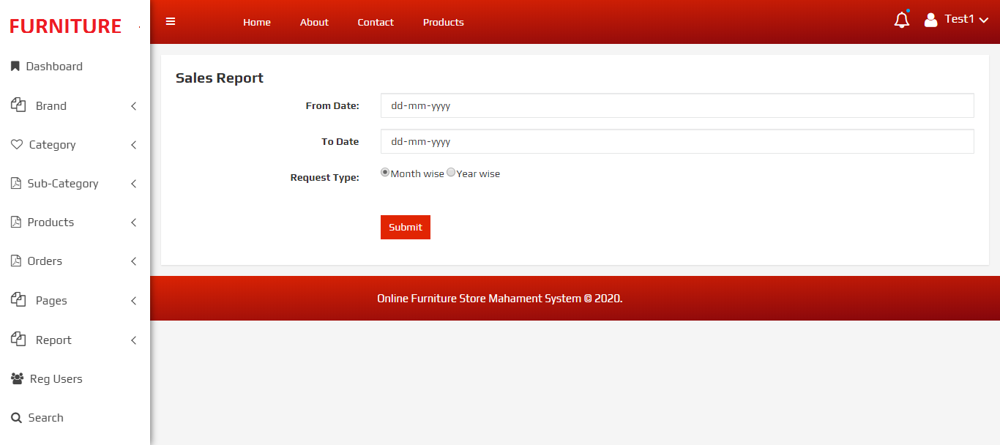 FURNITURE
Home About Contact Products
Test1
Dashboard
Brand
Category
Sub-Category
Products
Orders
Pages
Report
Reg Users
Search
Sales Report
From Date: dd-mm-yyyy
To Date dd-mm-yyyy
Request Type: Month wise Year wise
Submit
Online Furniture Store Mahament System © 2020.